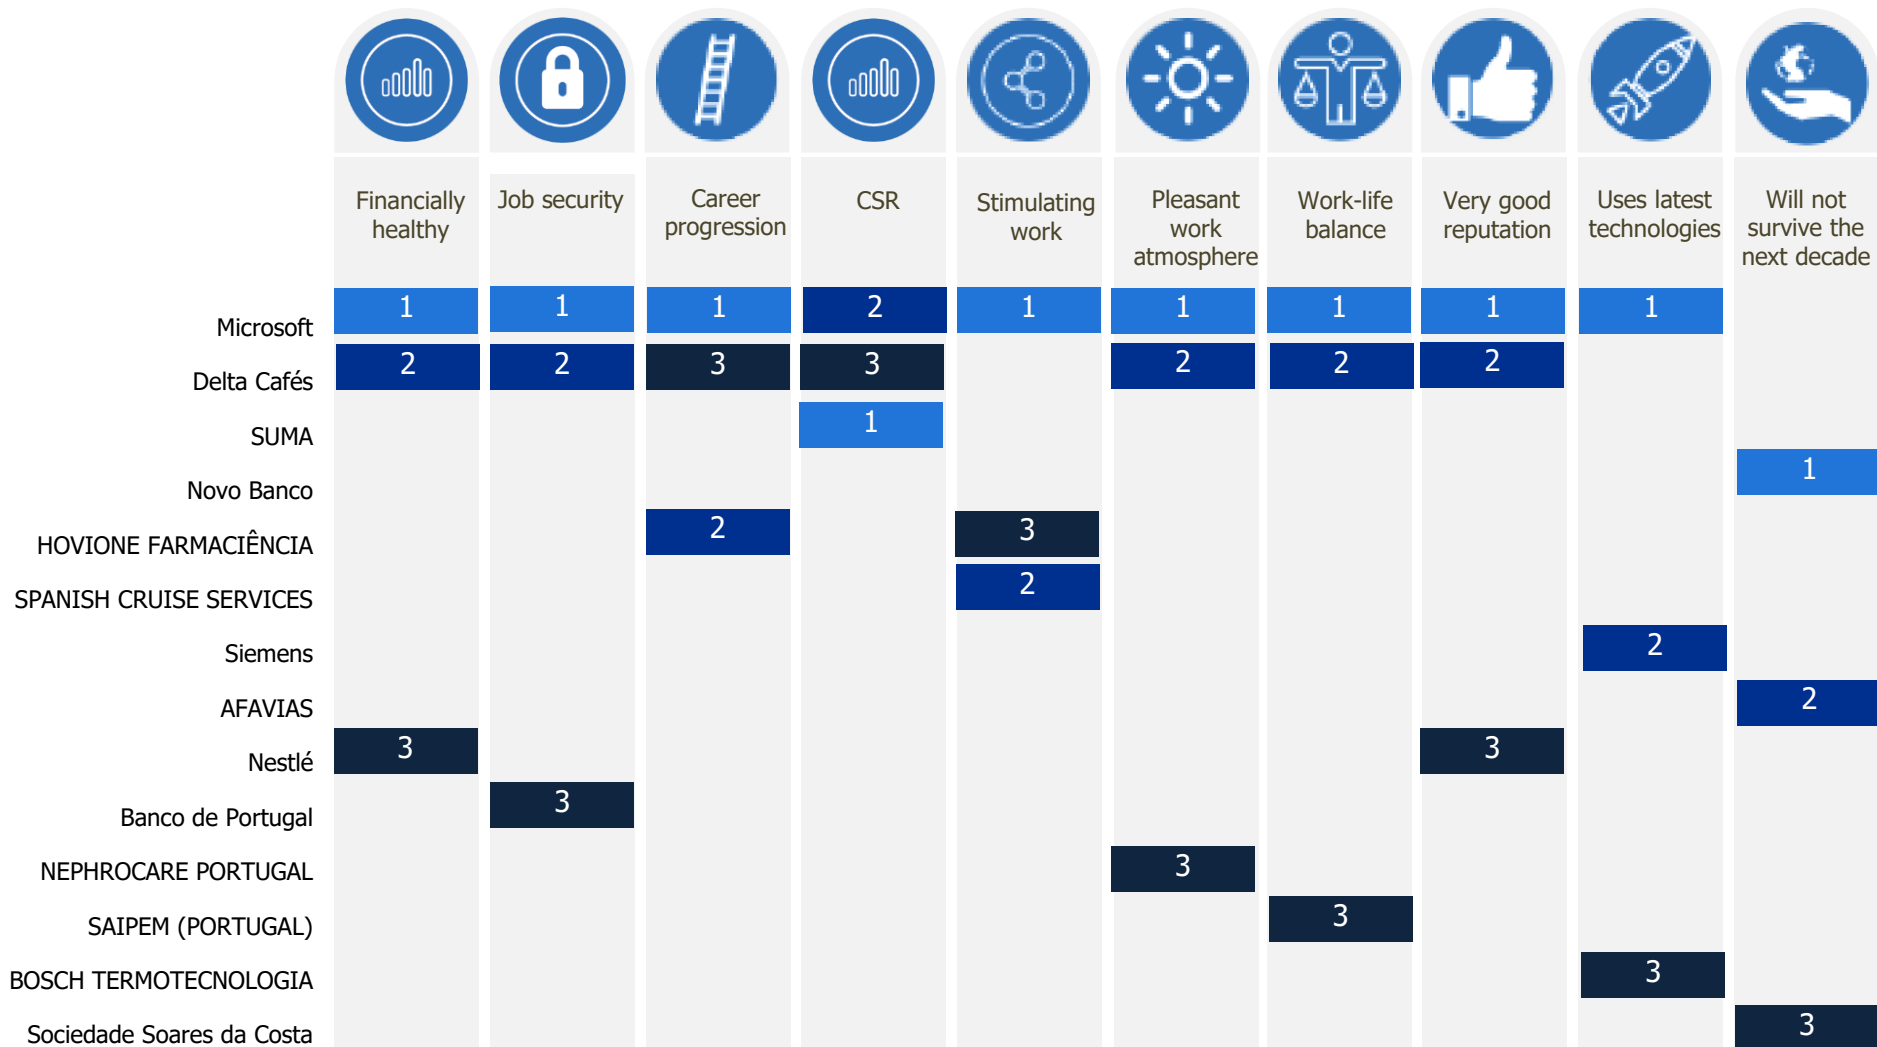 Financially
healthy
Job security
Career
progression
CSR
Stimulating
work
Pleasant
work
atmosphere
Work-life
balance
Very good
reputation
Uses latest
technologies
Will not
survive the
next decade
Microsoft 1 1 1 2 1 1 1 1 1
Delta Cafés 2 2 3 3 2 2 2
SUMA 1
Novo Banco 1
HOVIONE FARMACIÊNCIA 2 3
SPANISH CRUISE SERVICES 2
Siemens 2
AFAVIAS 2
Nestlé 3 3
Banco de Portugal 3
NEPHROCARE PORTUGAL 3
SAIPEM (PORTUGAL) 3
BOSCH TERMOTECNOLOGIA 3
Sociedade Soares da Costa 3